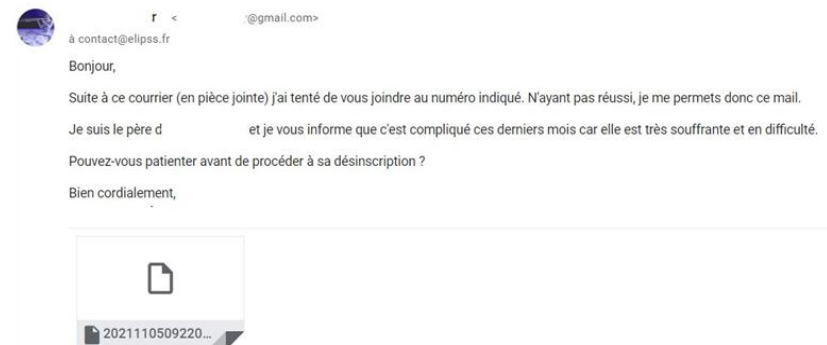 r < :@gmail.com>
à contact@elipss.fr
Bonjour,
Suite à ce courrier (en pièce jointe) j'ai tenté de vous joindre au numéro indiqué. N'ayant pas réussi, je me permets donc ce mail.
Je suis le père d et je vous informe que c'est compliqué ces derniers mois car elle est très souffrante et en difficulté.
Pouvez-vous patienter avant de procéder à sa désinscription ?
Bien cordialement,
2021110509220...